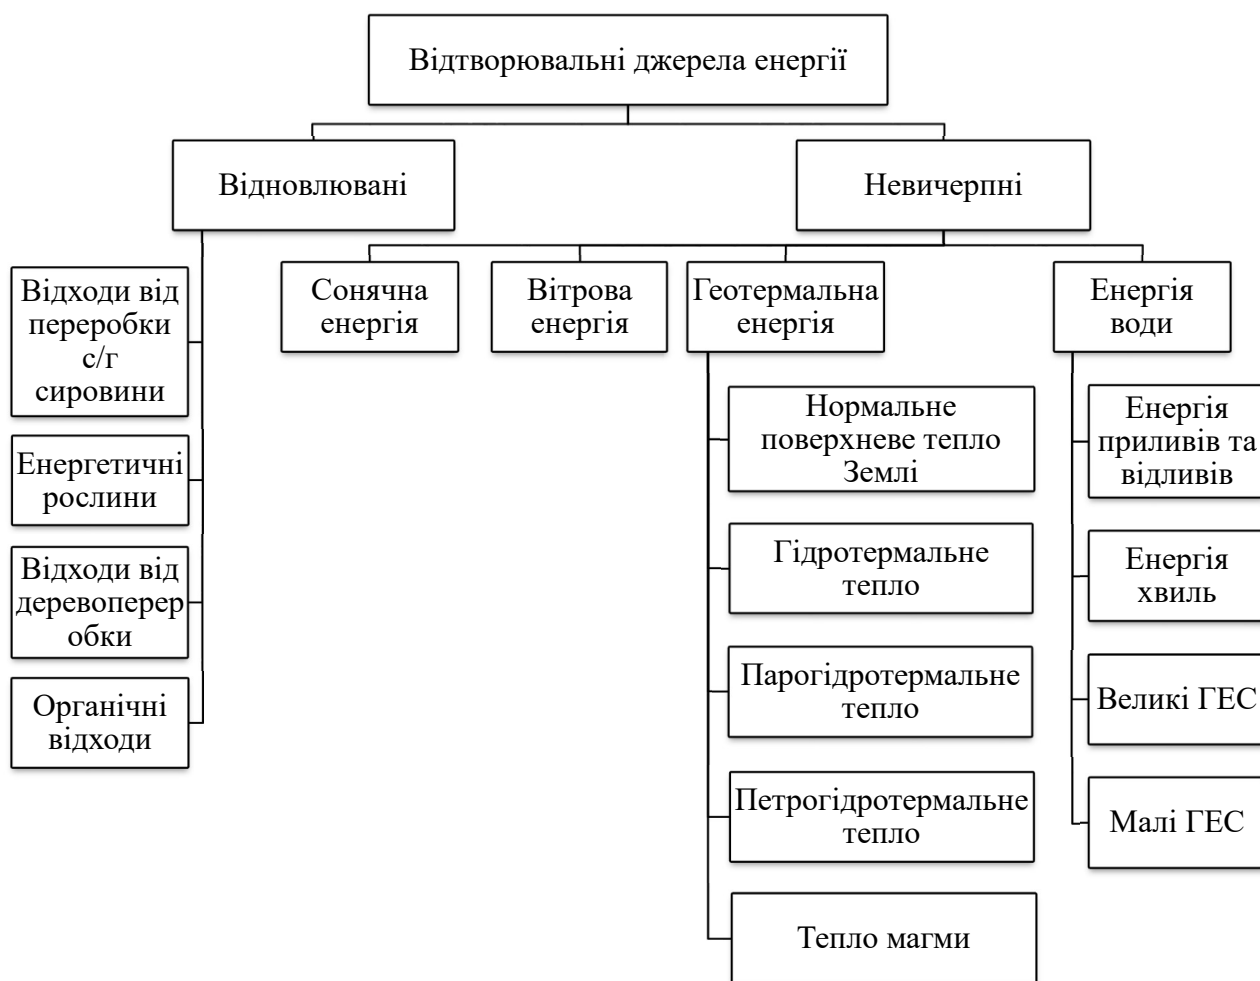 Відтворювальні джерела енергії
Відновлювані
Невичерпні
Відходи від
переробки
с/г
сировини
Енергетичні
рослини
Відходи від
деревоперер
обки
Органічні
відходи
Сонячна
енергія
Вітрова
енергія
Геотермальна
енергія
Нормальне
поверхневе тепло
Землі
Гідротермальне
тепло
Парогідротермальне
тепло
Петрогідротермальне
тепло
Тепло магми
Енергія
води
Енергія
приливів та
відливів
Енергія
хвиль
Великі ГЕС
Малі ГЕС